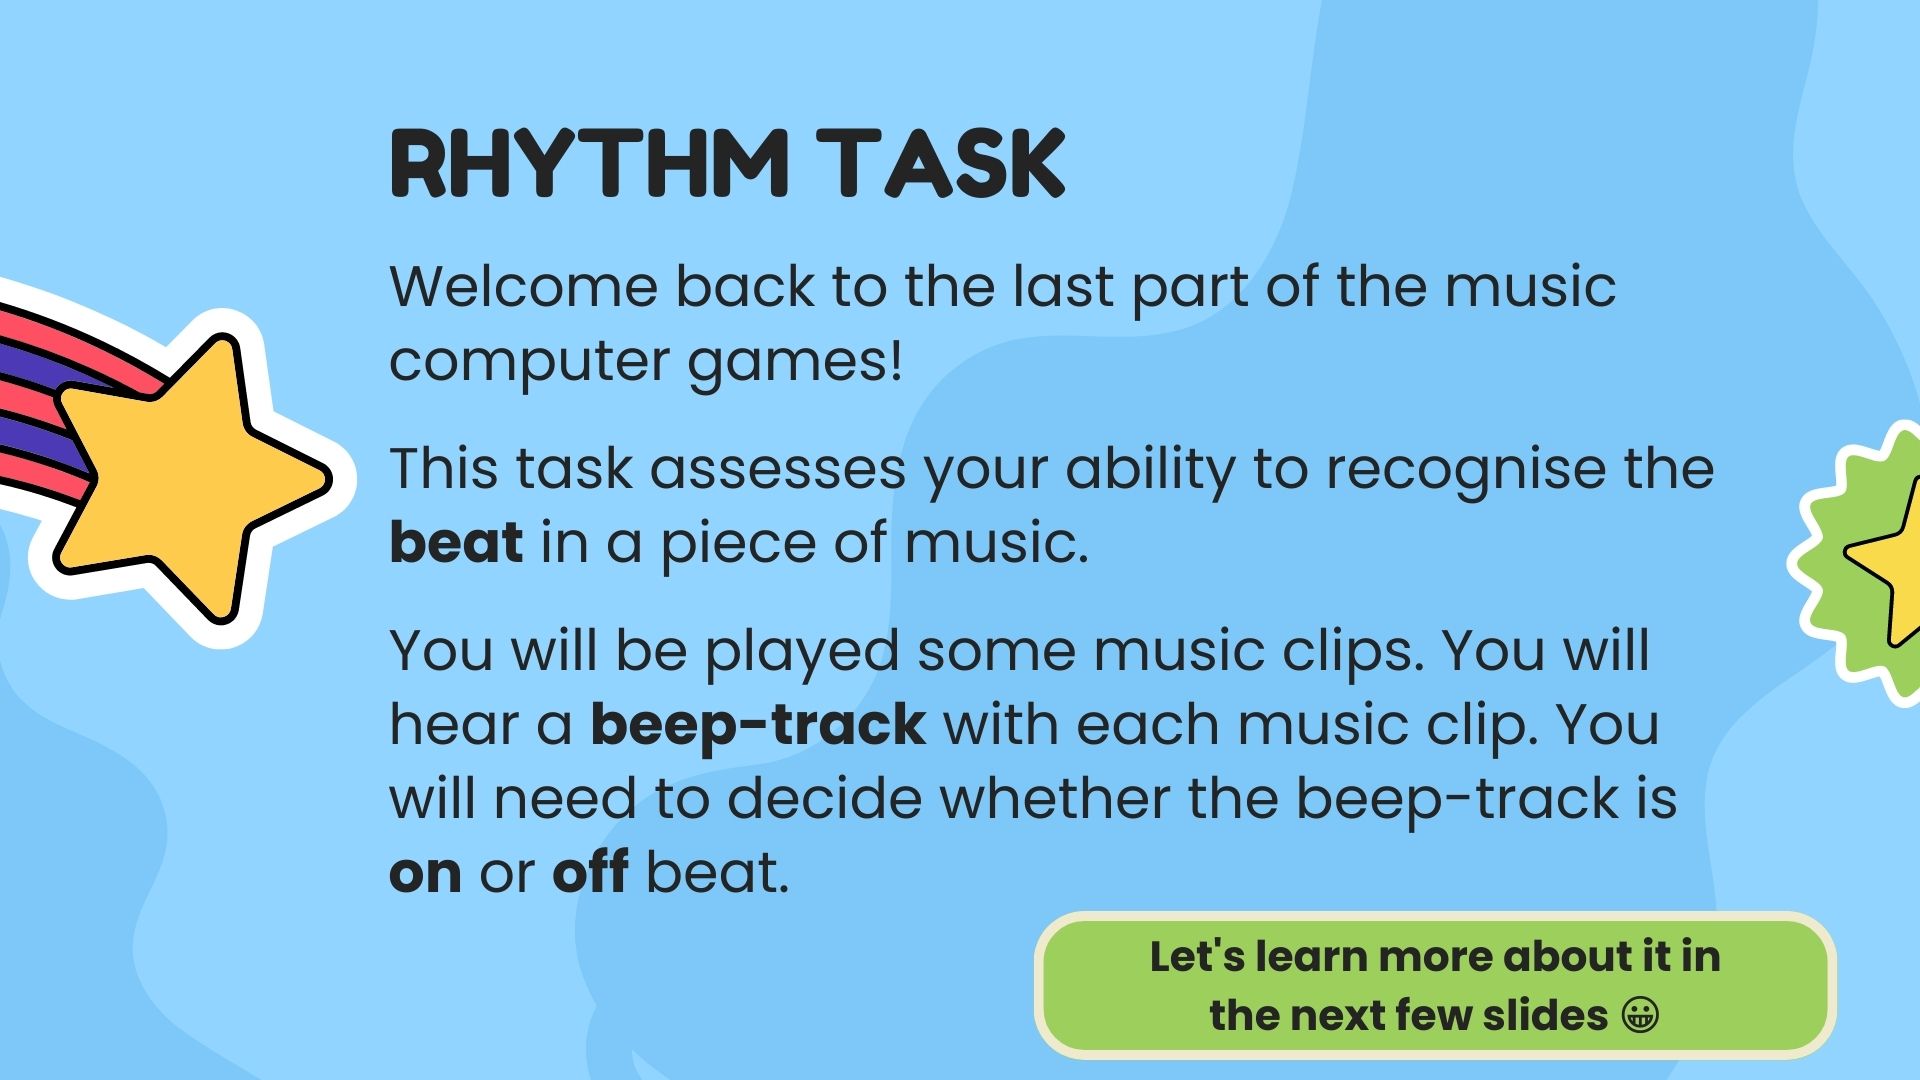 RHYTHM TASK
Welcome back to the last part of the music
computer games!
This task assesses your ability to recognise the
beat in a piece of music.
You will be played some music clips. You will
hear a beep-track with each music clip. You
will need to decide whether the beep-track is
on or off beat.
Let's learn more about it in
the next few slides 😀